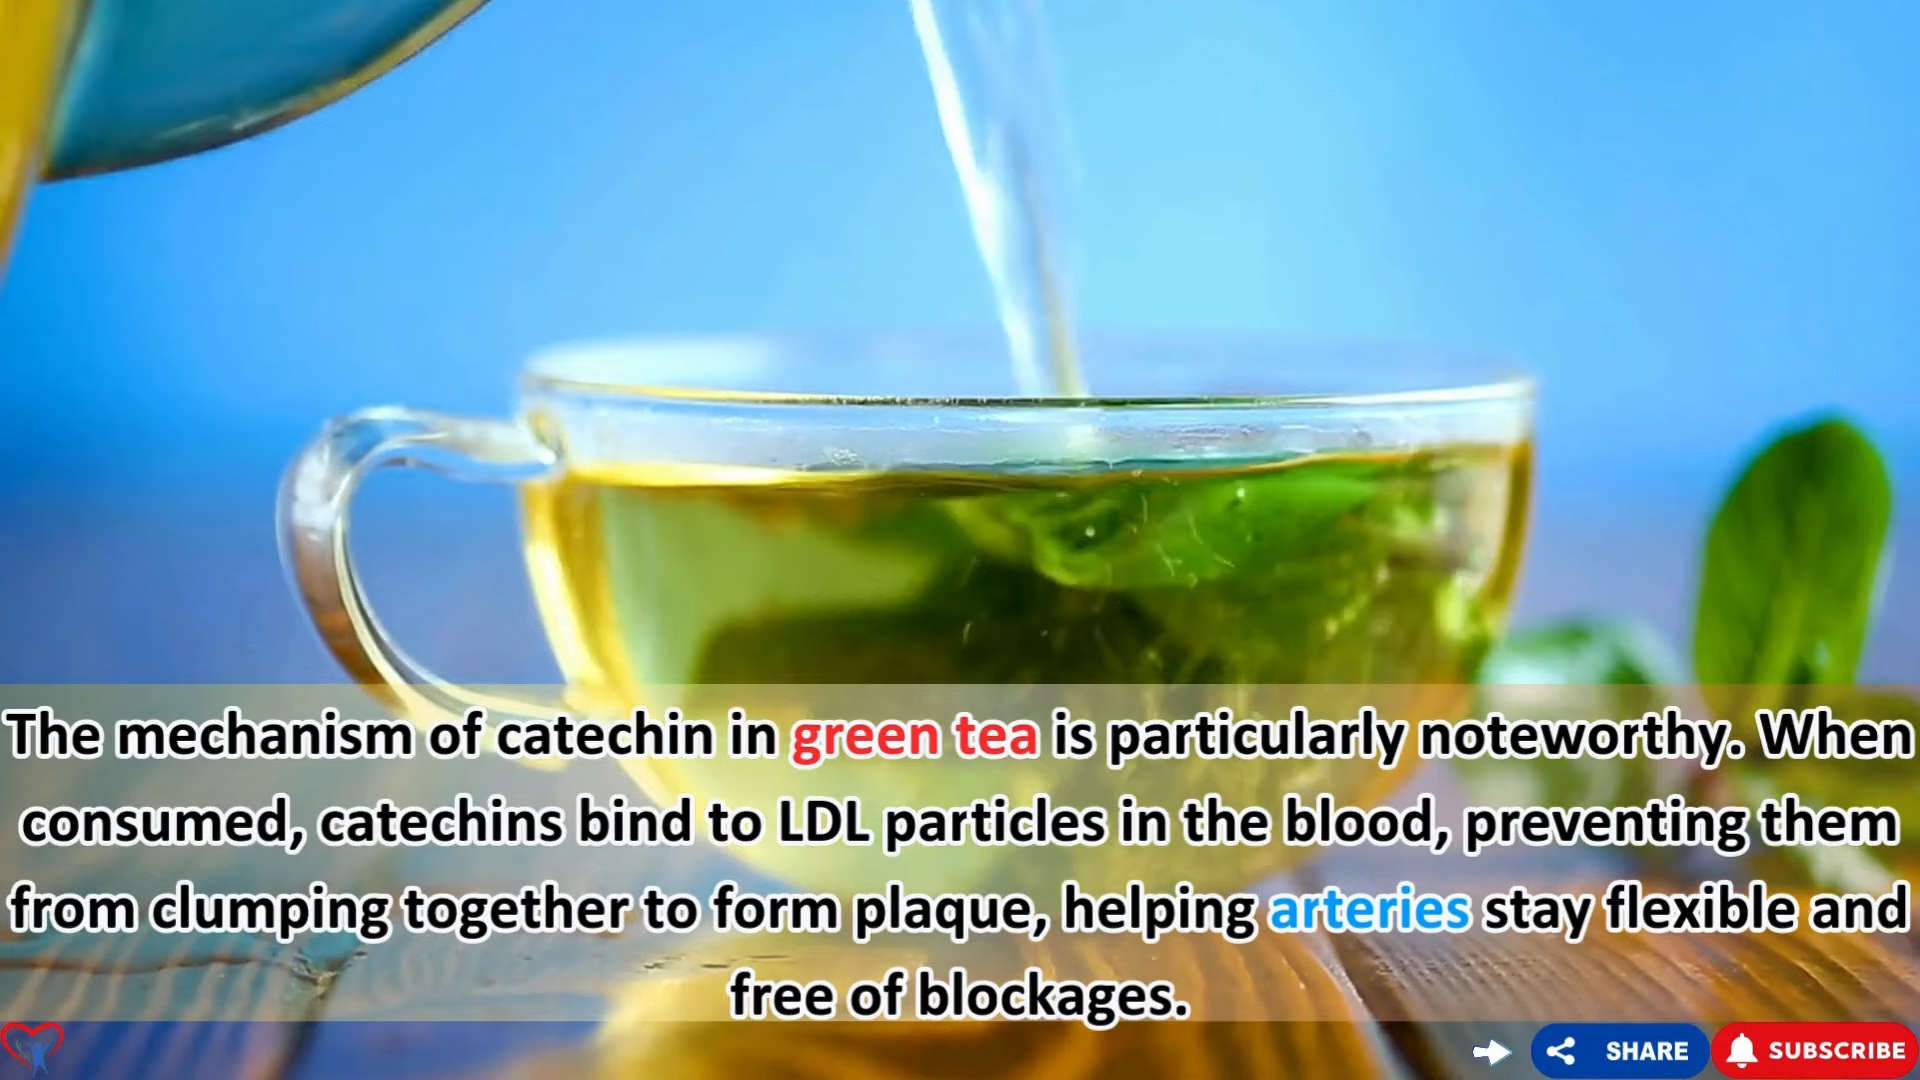 The mechanism of catechin in green tea is particularly noteworthy. When
consumed, catechins bind to LDL particles in the blood, preventing them
from clumping together to form plaque, helping arteries stay flexible and
free of blockages.
SHARE
SUBSCRIBE